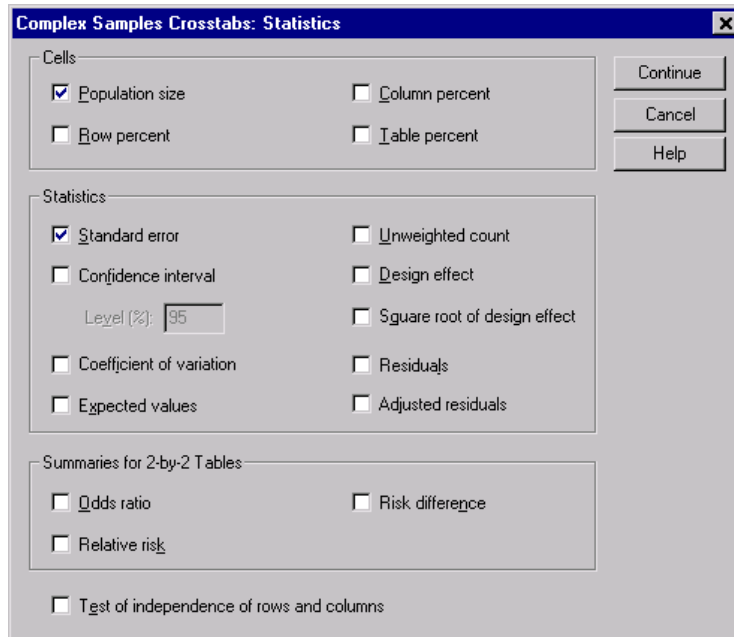 Complex Samples Crosstabs: Statistics
Cells
Population size
Column percent
Row percent
Table percent
Continue
Cancel
Help
Statistics
Standard error
Unweighted count
Confidence interval
Design effect
Level (%): 95
Square root of design effect
Coefficient of variation
Residuals
Expected values
Adjusted residuals
Summaries for 2-by-2 Tables
Odds ratio
Risk difference
Relative risk
Test of independence of rows and columns